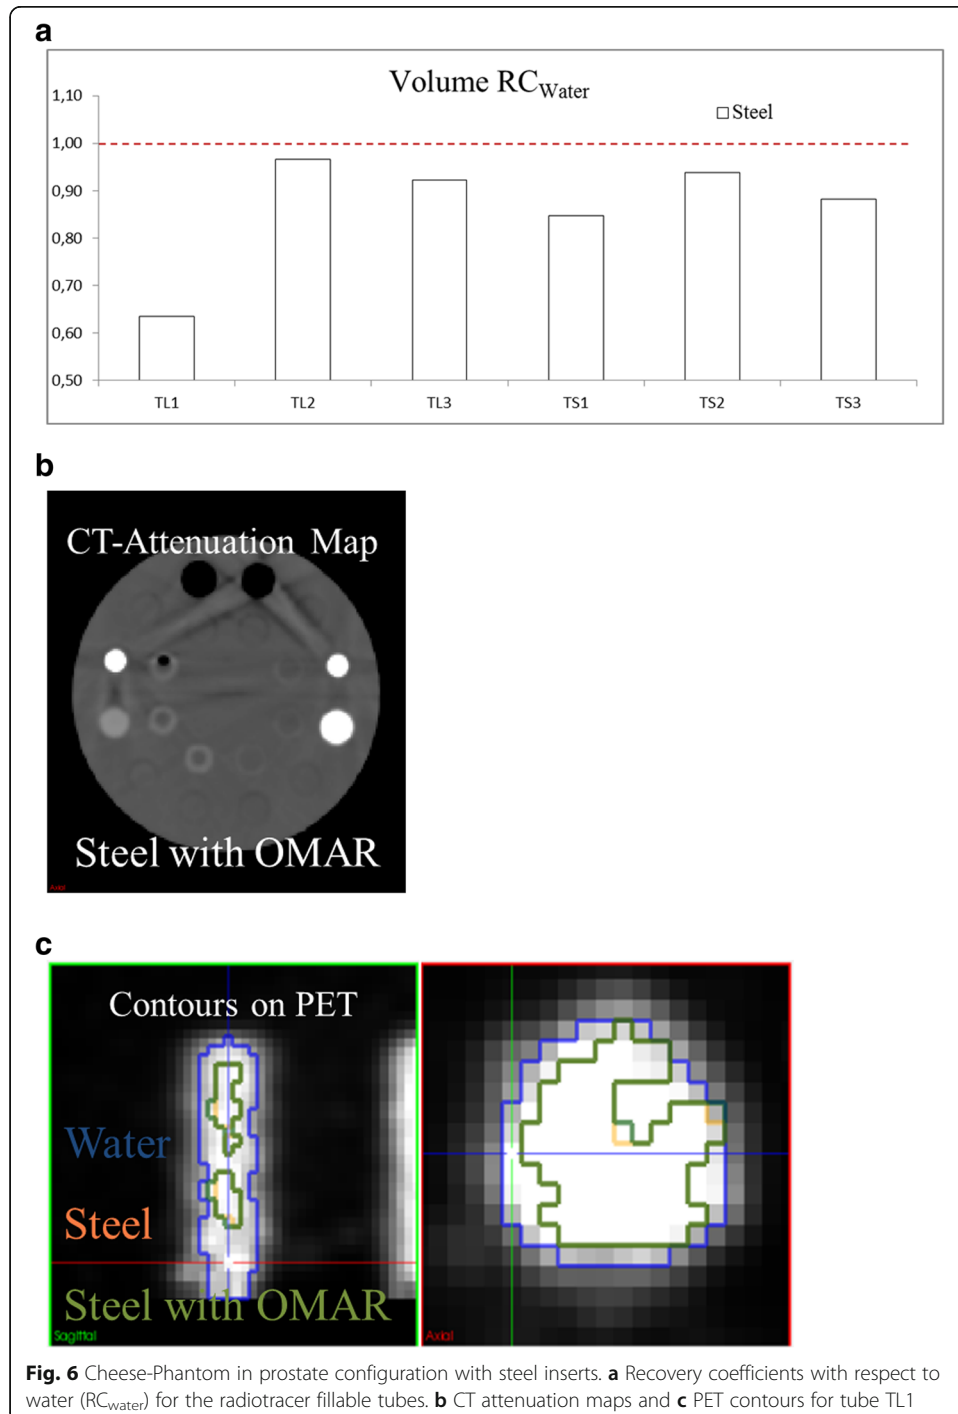 a
Volume RCWater
Steel
1,10
1,00
0,90
0,80
0,70
0,60
0,50
TL1 TL2 TL3 TS1 TS2 TS3
b
CT-Attenuation Map
Steel with OMAR
Axial
c
Contours on PET
Water
Steel
Steel with OMAR
Sagittal
Axial
Fig. 6 Cheese-Phantom in prostate configuration with steel inserts. a Recovery coefficients with respect to
water (RCwater) for the radiotracer fillable tubes. b CT attenuation maps and c PET contours for tube TL1